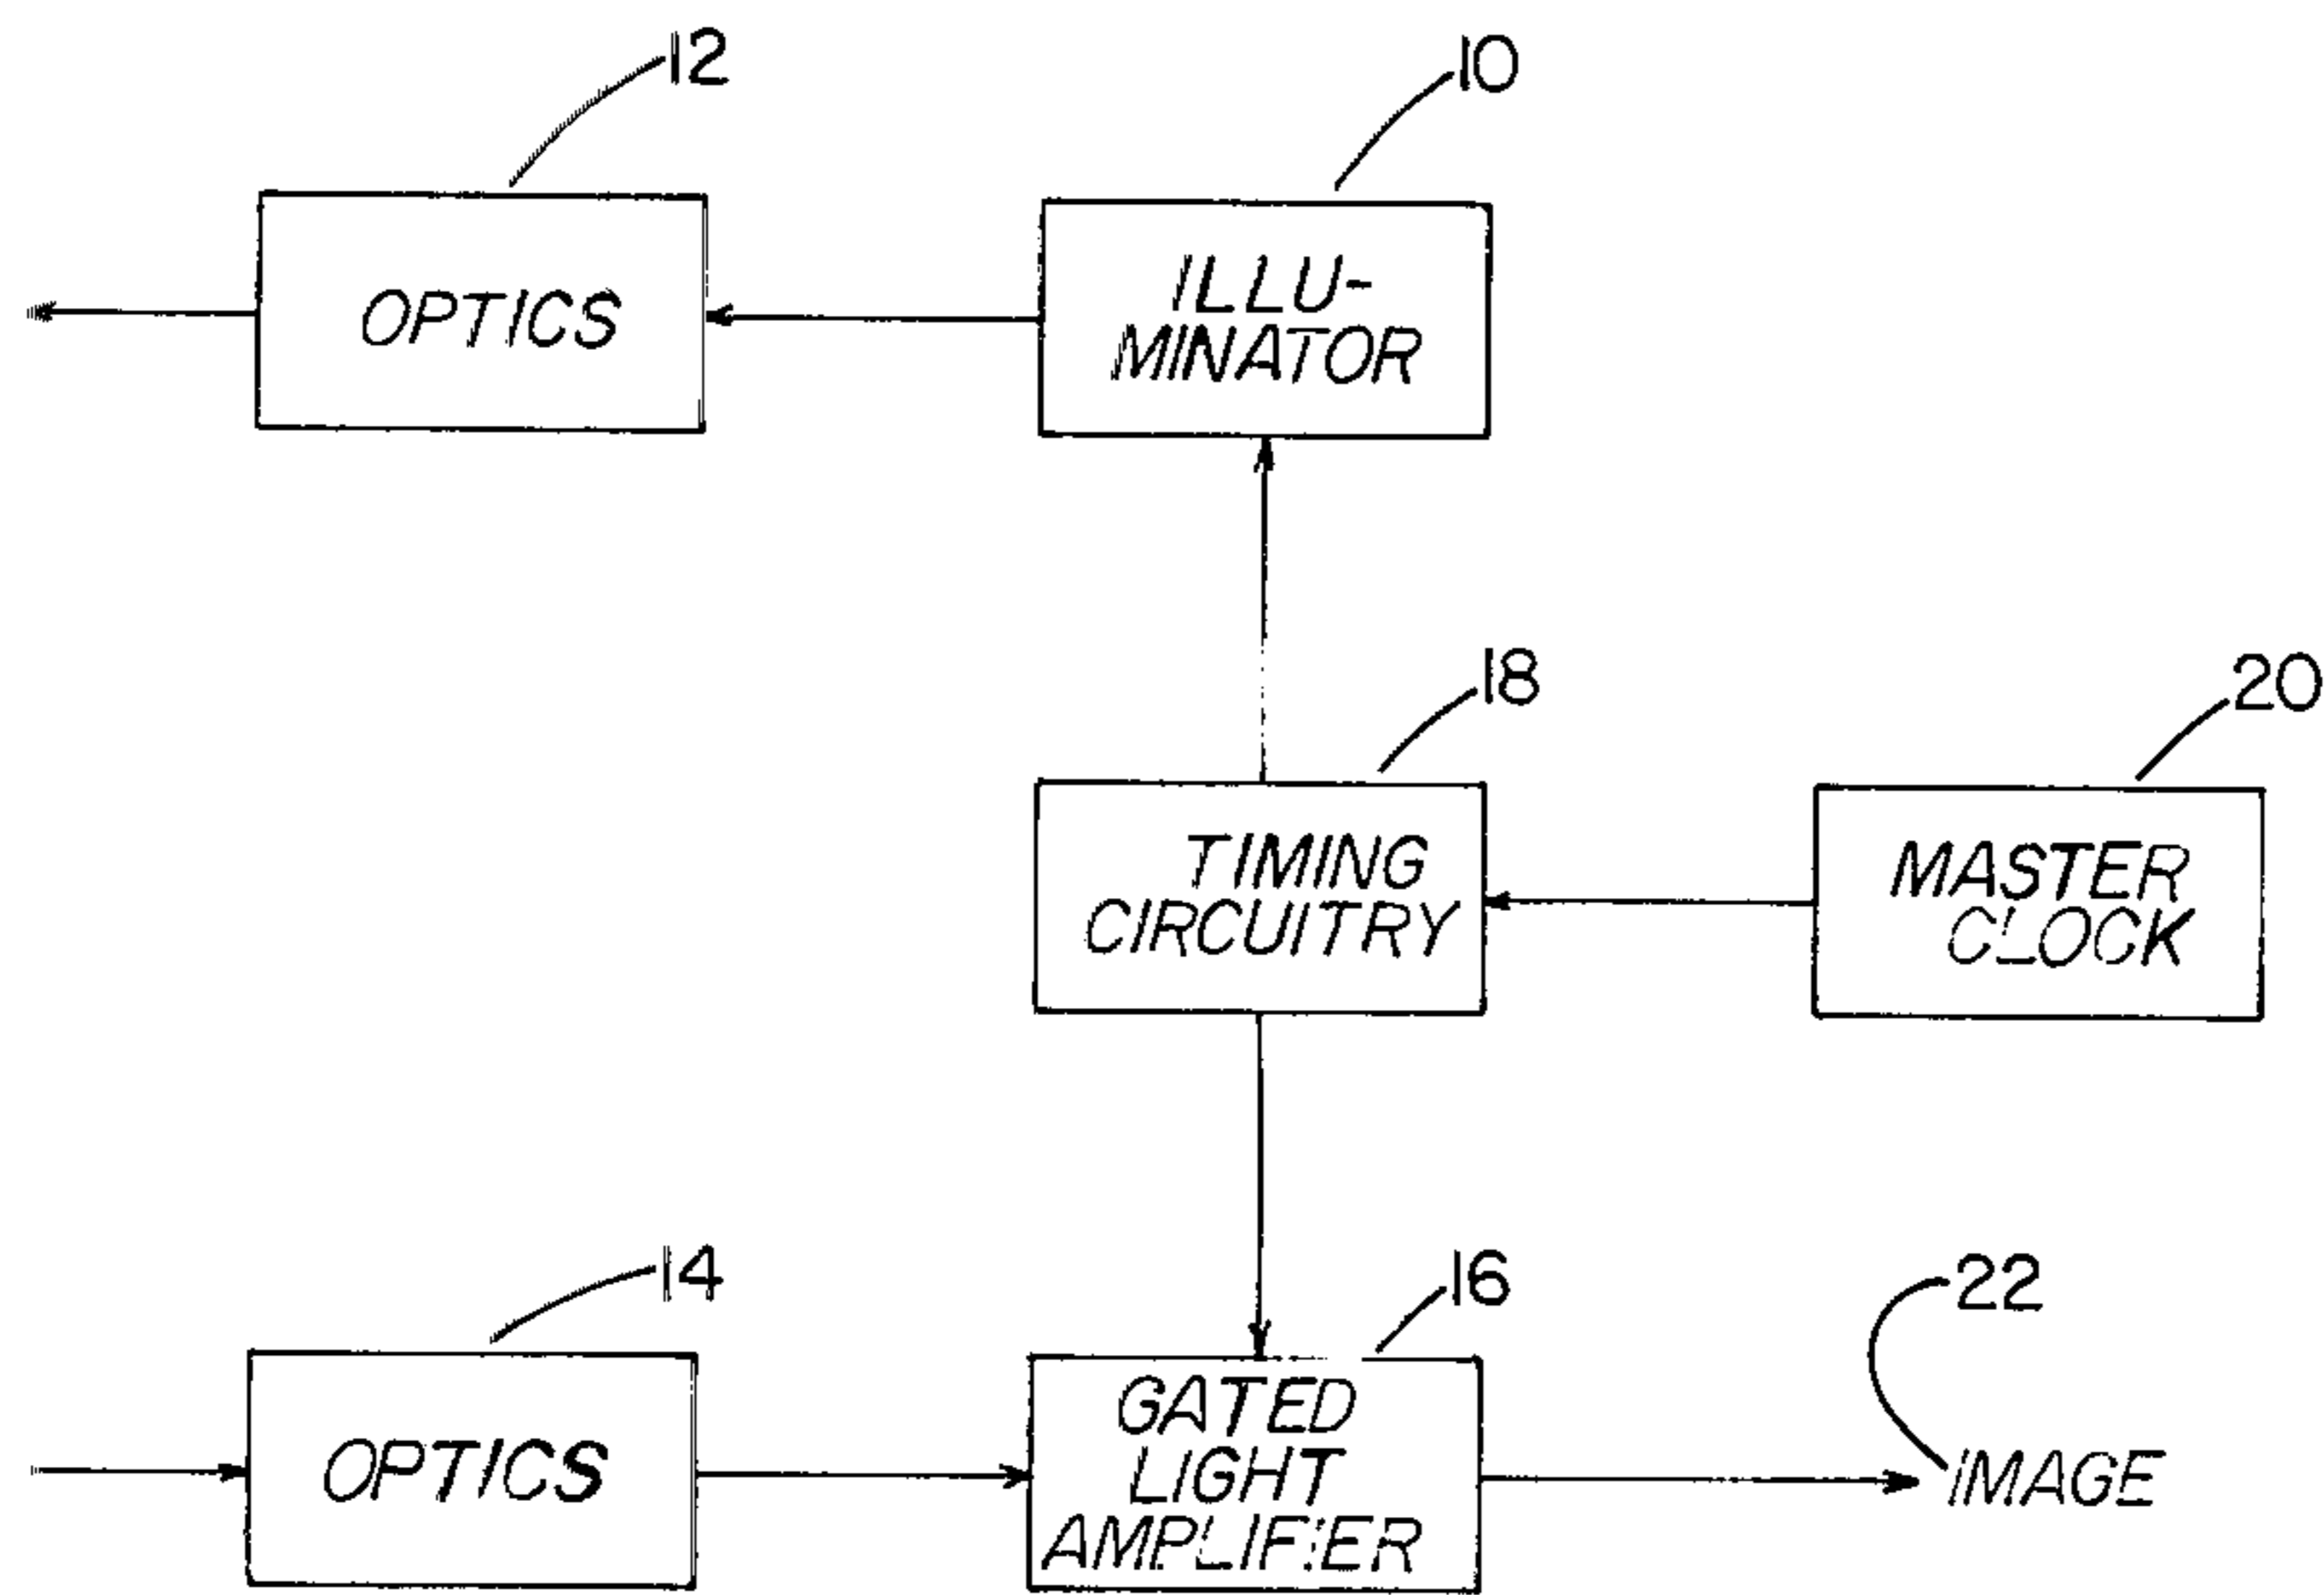 12
10
OPTICS
ILLU-
MINATOR
18
20
TIMING
CIRCUITRY
MASTER
CLOCK
14
16
22
OPTICS
GATED
LIGHT
AMPLIFIER
IMAGE